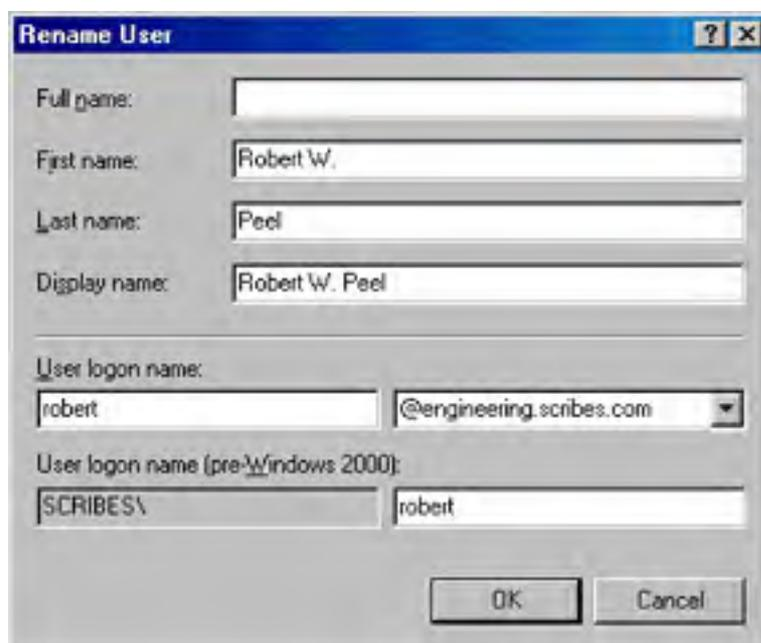 Rename User
Full name:
First name: Robert W.
Last name: Peel
Display name: Robert W. Peel
User logon name:
robert @engineering.scribes.com
User logon name (pre-Windows 2000):
SCRIBES\ robert
OK Cancel